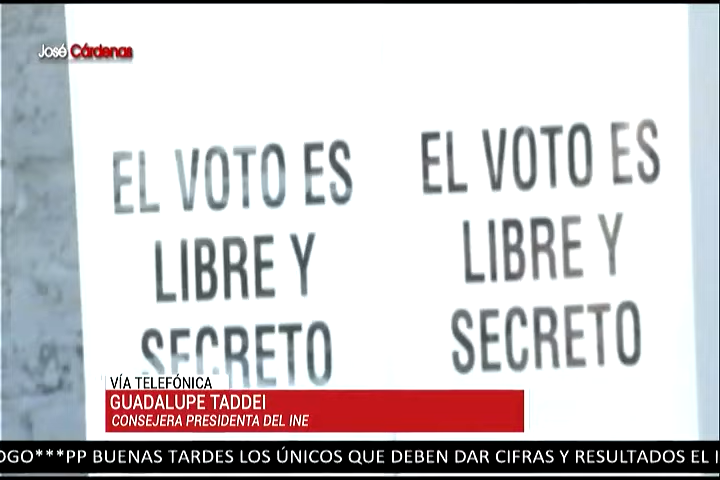 José Cárdenas
EL VOTO ES
LIBRE Y
SECRETO
EL VOTO ES
LIBRE Y
SECRETO
VÍA TELEFÓNICA
GUADALUPE TADDEI
CONSEJERA PRESIDENTA DEL INE
OGO***PP BUENAS TARDES LOS ÚNICOS QUE DEBEN DAR CIFRAS Y RESULTADOS EL I